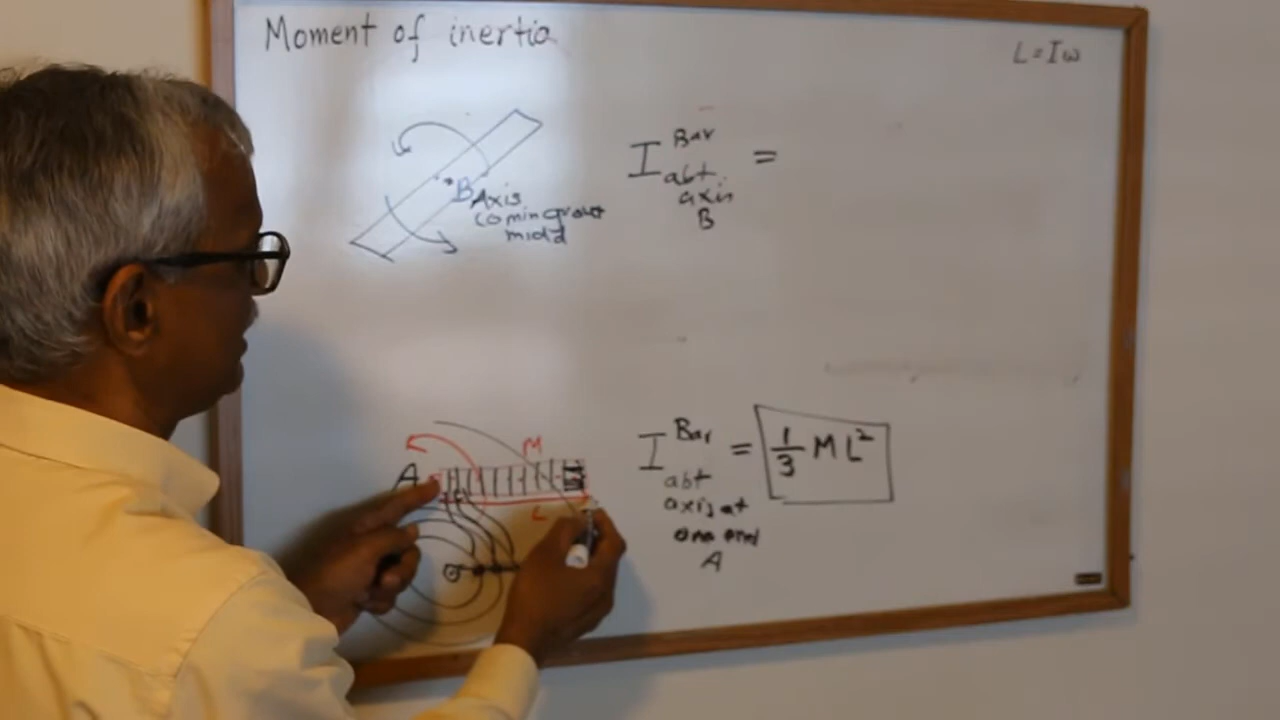 Moment of inertia
L = Iω
B Axis
coming out
midd
I Bar abt axis B =
A
M
L
I Bar abt axis at one end A = 1/3 ML²